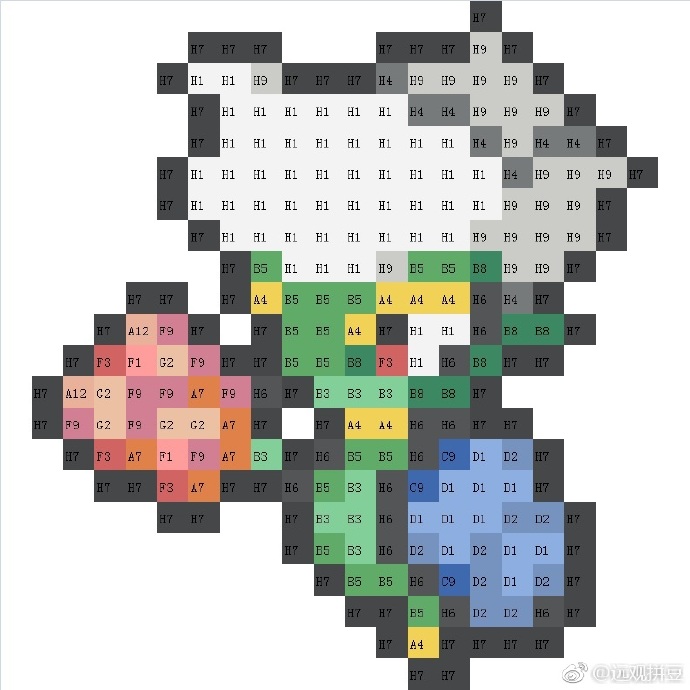 H7
H7 H7 H7 H7 H7 H7 H9 H7
H7 H1 H1 H9 H7 H7 H7 H4 H9 H9 H9 H9 H7
H7 H1 H1 H1 H1 H1 H1 H4 H4 H9 H9 H9 H7
H7 H1 H1 H1 H1 H1 H1 H1 H1 H4 H9 H4 H4 H7
H7 H1 H1 H1 H1 H1 H1 H1 H1 H1 H1 H4 H9 H9 H9 H7
H7 H1 H1 H1 H1 H1 H1 H1 H1 H1 H1 H9 H9 H9 H7
H7 H1 H1 H1 H1 H1 H1 H1 H1 H9 H9 H9 H9 H7
H7 B5 H1 H1 H1 H9 B5 B5 B8 H9 H9 H7
H7 H7 H7 A4 B5 B5 B5 A4 A4 A4 H6 H4 H7
H7 A12 F9 H7 H7 B5 B5 A4 H7 H1 H1 H6 B8 B8 H7
H7 F3 F1 G2 F9 H7 H7 B5 B5 B8 F3 H1 H6 B8 H7 H7
H7 A12 G2 F9 F9 A7 F9 H6 H7 B3 B3 B3 B8 B8 H7
H7 F9 G2 F9 G2 G2 A7 H7 H7 A4 A4 H6 H6 H7 H7
H7 F3 A7 F1 F9 A7 B3 H7 H6 B5 B5 H6 C9 D1 D2 H7
H7 H7 F3 A7 H7 H7 H6 B5 B3 H6 C9 D1 D1 D1 H7
H7 H7 H7 B3 B3 H6 D1 D1 D1 D2 D2 H7
H7 B5 B3 H6 D2 D1 D2 D1 D1 H7
H7 B5 B5 H6 C9 D2 D1 D2 H7
H7 H7 B5 H6 D2 D2 H6 H7
H7 A4 H7 H7 H7 H7 H7
H7 H7
@远观拼豆